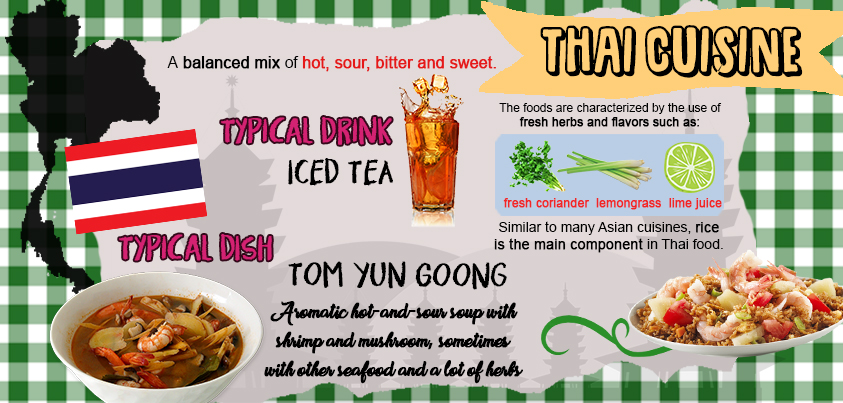 THAI CUISINE
A balanced mix of hot, sour, bitter and sweet.
The foods are characterized by the use of
fresh herbs and flavors such as:
fresh coriander lemongrass lime juice
Similar to many Asian cuisines, rice
is the main component in Thai food.
TYPICAL DRINK
ICED TEA
TYPICAL DISH
TOM YUN GOONG
Aromatic hot-and-sour soup with
shrimp and mushroom, sometimes
with other seafood and a lot of herbs